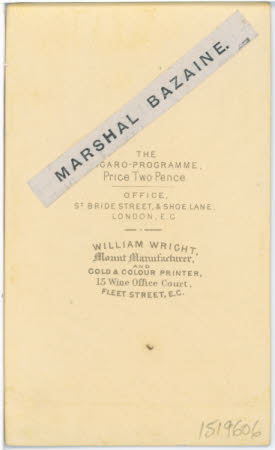 MARSHAL BAZAINE.
THE
IGARO-PROGRAMME,
Price Two Pence
OFFICE,
ST BRIDE STREET, & SHOE LANE,
LONDON, E.C
WILLIAM WRIGHT,
Mount Manufacturer,
AND
GOLD & COLOUR PRINTER,
15 Wine Office Court,
FLEET STREET, E.C.
1519606